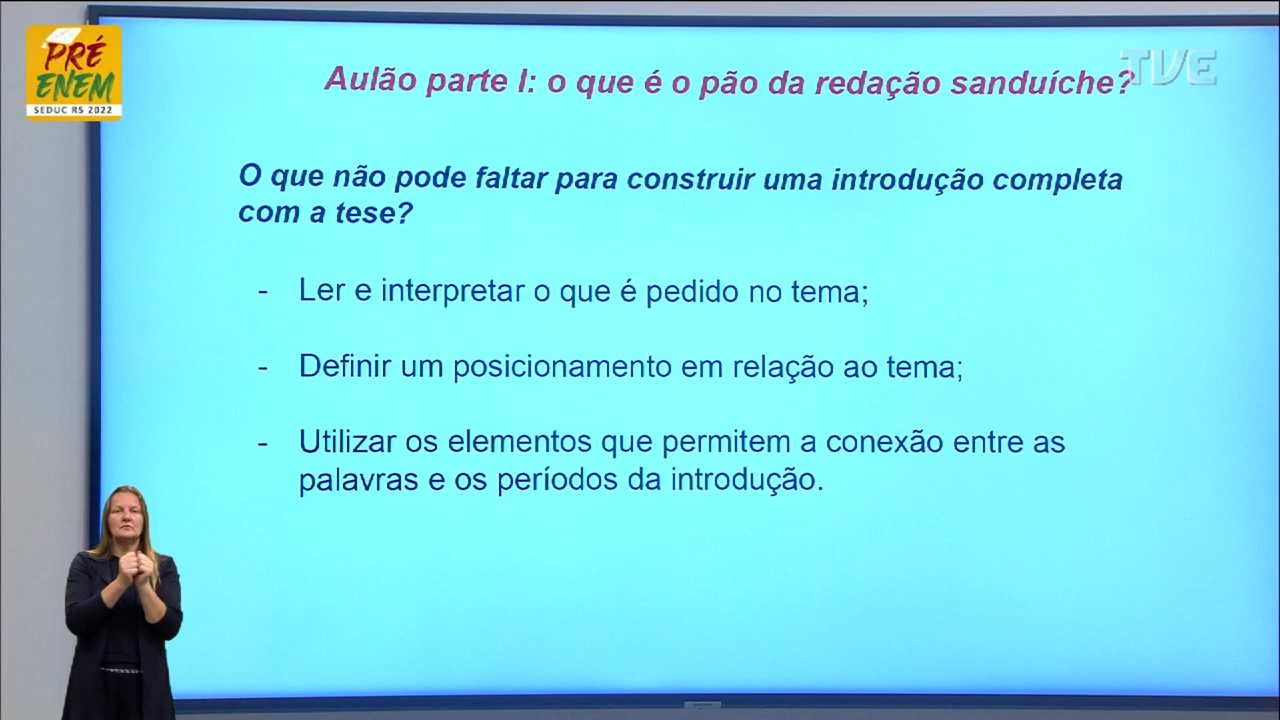 PRÉ
ENEM
SEDUC RS 2022
TVE
Aulão parte I: o que é o pão da redação sanduíche?
O que não pode faltar para construir uma introdução completa
com a tese?
- Ler e interpretar o que é pedido no tema;
- Definir um posicionamento em relação ao tema;
- Utilizar os elementos que permitem a conexão entre as
palavras e os períodos da introdução.